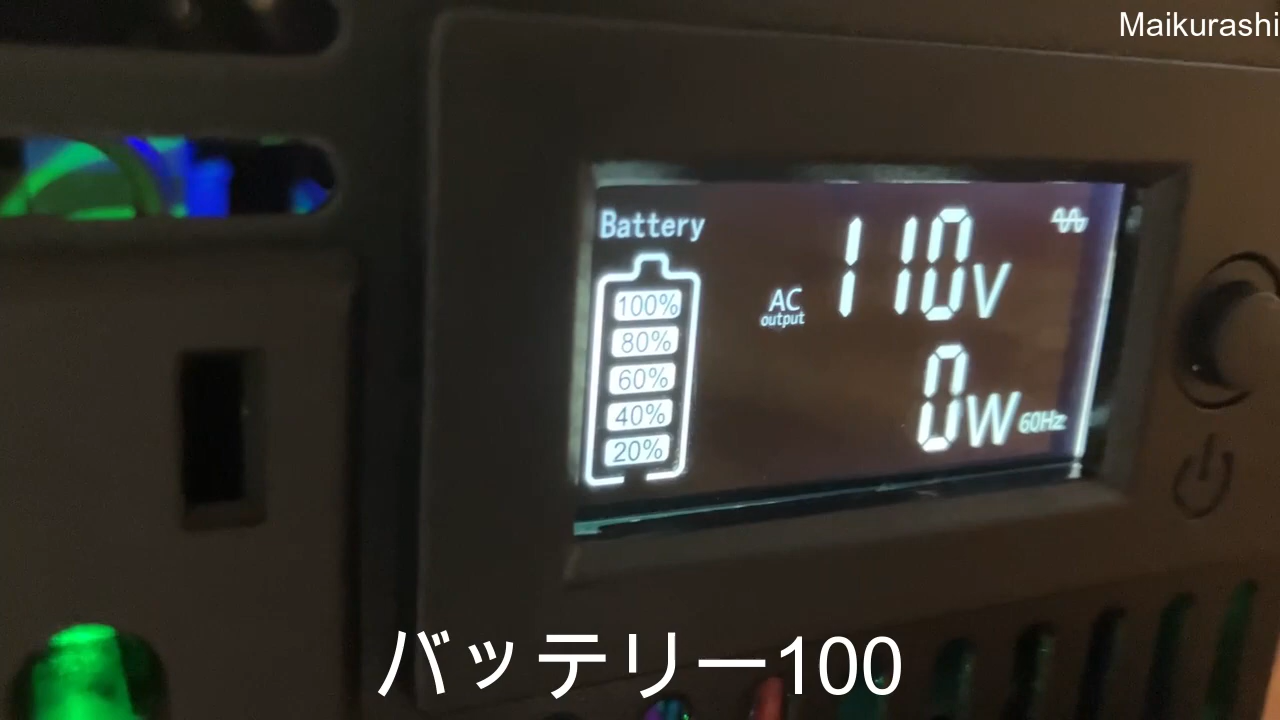 Maikurashi
Battery
100%
80%
60%
40%
20%
AC
output
110V
0W 60Hz
バッテリー100